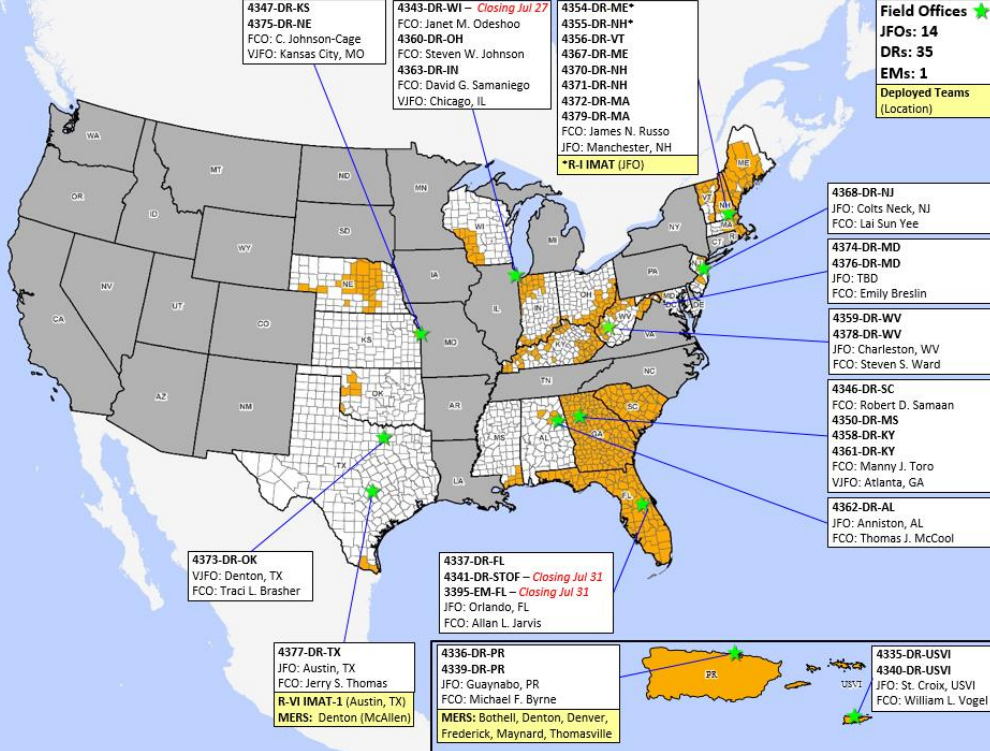 4347-DR-KS
4375-DR-NE
FCO: C. Johnson-Cage
VJFO: Kansas City, MO
4343-DR-WI – Closing Jul 27
FCO: Janet M. Odeshoo
4360-DR-OH
FCO: Steven W. Johnson
4363-DR-IN
FCO: David G. Samaniego
VJFO: Chicago, IL
4354-DR-ME*
4355-DR-NH*
4356-DR-VT
4367-DR-ME
4370-DR-NH
4371-DR-NH
4372-DR-MA
4379-DR-MA
FCO: James N. Russo
JFO: Manchester, NH
*R-I IMAT (JFO)
Field Offices
JFOs: 14
DRs: 35
EMs: 1
Deployed Teams
(Location)
4368-DR-NJ
JFO: Colts Neck, NJ
FCO: Lai Sun Yee
4374-DR-MD
4376-DR-MD
JFO: TBD
FCO: Emily Breslin
4359-DR-WV
4378-DR-WV
JFO: Charleston, WV
FCO: Steven S. Ward
4346-DR-SC
FCO: Robert D. Samaan
4350-DR-MS
4358-DR-KY
4361-DR-KY
FCO: Manny J. Toro
VJFO: Atlanta, GA
4362-DR-AL
JFO: Anniston, AL
FCO: Thomas J. McCool
4373-DR-OK
VJFO: Denton, TX
FCO: Traci L. Brasher
4337-DR-FL
4341-DR-STOF – Closing Jul 31
3395-EM-FL – Closing Jul 31
JFO: Orlando, FL
FCO: Allan L. Jarvis
4377-DR-TX
JFO: Austin, TX
FCO: Jerry S. Thomas
R-VI IMAT-1 (Austin, TX)
MERS: Denton (McAllen)
4336-DR-PR
4339-DR-PR
JFO: Guaynabo, PR
FCO: Michael F. Byrne
MERS: Bothell, Denton, Denver,
Frederick, Maynard, Thomasville
4335-DR-USVI
4340-DR-USVI
JFO: St. Croix, USVI
FCO: William L. Vogel
WA
MT
ND
MN
ME
VT
NH
OR
ID
SD
WI
MI
NY
MA
CT
RI
WY
IA
PA
NJ
NE
NV
UT
CO
IL
IN
OH
MD
DE
WV
VA
CA
KS
MO
KY
NC
TN
AZ
NM
OK
AR
SC
MS
AL
GA
TX
LA
FL
PR
USVI